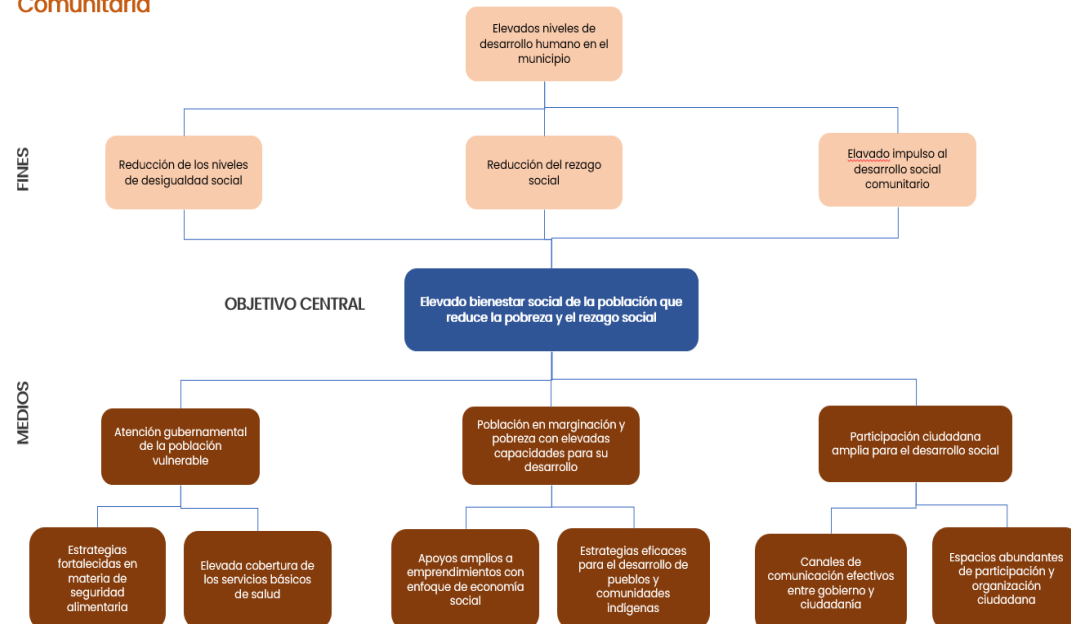 Comunitaria
Elevados niveles de
desarrollo humano en el
municipio
FINES
Reducción de los niveles
de desigualdad social
Reducción del rezago
social
Elavado impulso al
desarrollo social
comunitario
OBJETIVO CENTRAL
Elevado bienestar social de la población que
reduce la pobreza y el rezago social
MEDIOS
Atención gubernamental
de la población
vulnerable
Población en marginación y
pobreza con elevadas
capacidades para su
desarrollo
Participación ciudadana
amplia para el desarrollo social
Estrategias
fortalecidas en
materia de
seguridad
alimentaria
Elevada cobertura de
los servicios básicos
de salud
Apoyos amplios a
emprendimientos con
enfoque de economía
social
Estrategias eficaces
para el desarrollo de
pueblos y
comunidades
indígenas
Canales de
comunicación efectivos
entre gobierno y
ciudadanía
Espacios abundantes
de participación y
organización
ciudadana